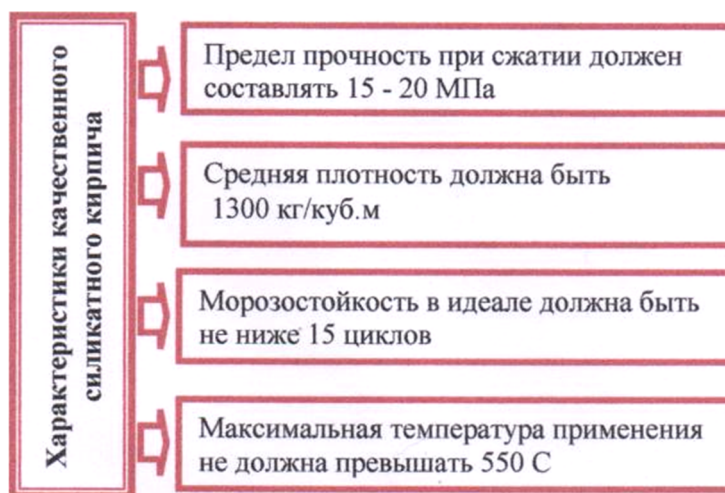 Характеристики качественного
силикатного кирпича
Предел прочность при сжатии должен
составлять 15 - 20 МПа
Средняя плотность должна быть
1300 кг/куб.м
Морозостойкость в идеале должна быть
не ниже 15 циклов
Максимальная температура применения
не должна превышать 550 С